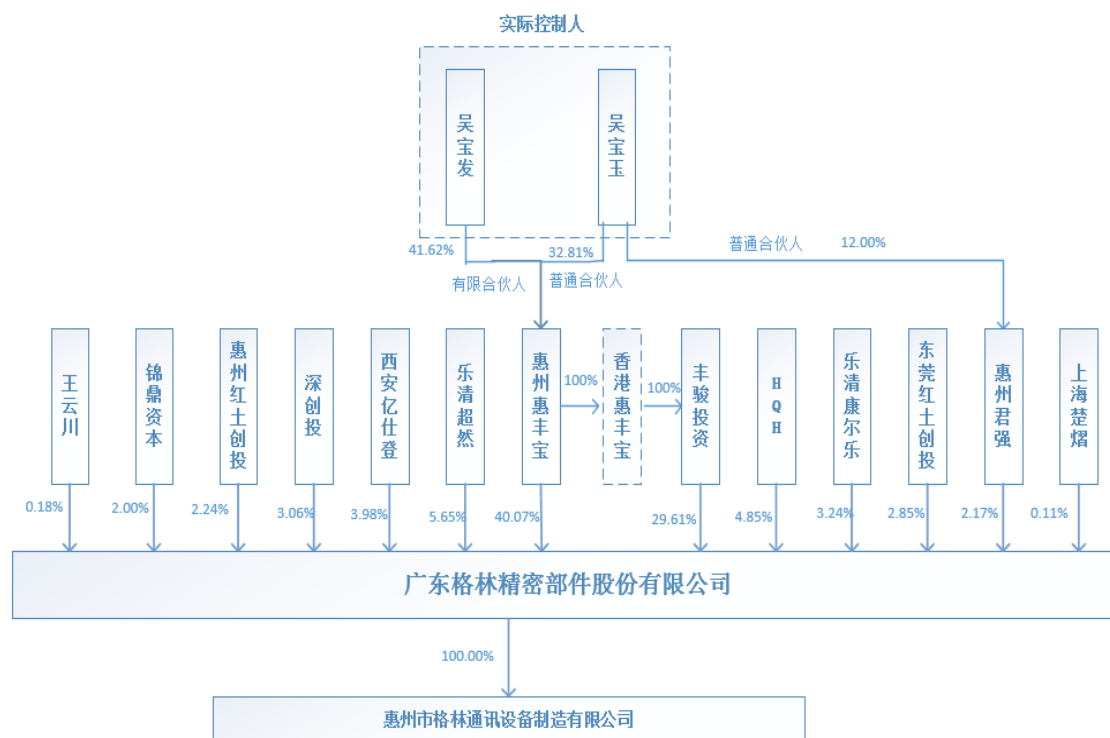 实际控制人
吴宝发
吴宝玉
41.62%
32.81%
普通合伙人
12.00%
有限合伙人
普通合伙人
王云川
锦鼎资本
惠州红土创投
深创投
西安亿仕登
乐清超然
惠州惠丰宝
100%
香港惠丰宝
100%
丰骏投资
HQH
乐清康尔乐
东莞红土创投
惠州君强
上海楚熠
0.18%
2.00%
2.24%
3.06%
3.98%
5.65%
40.07%
29.61%
4.85%
3.24%
2.85%
2.17%
0.11%
广东格林精密部件股份有限公司
100.00%
惠州市格林通讯设备制造有限公司